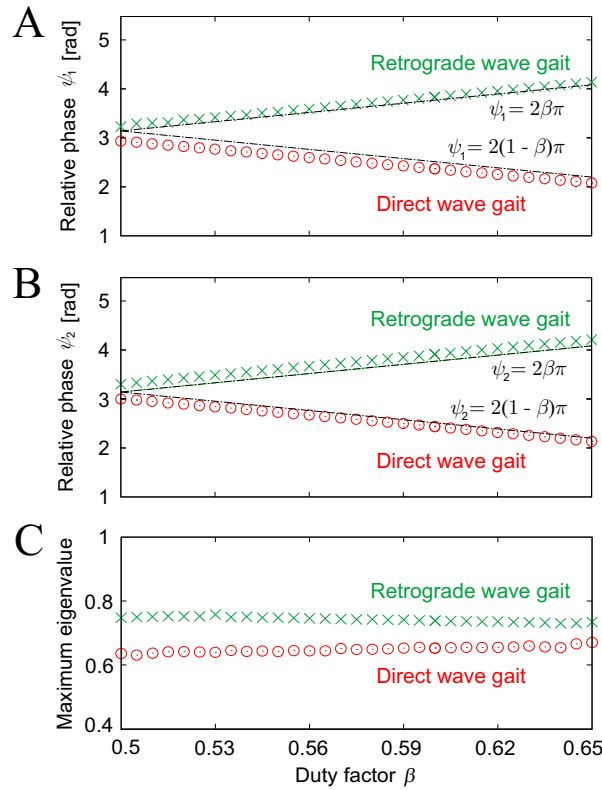 A
Relative phase ψ₁ [rad]
5
4
3
2
1
Retrograde wave gait
ψ₁= 2βπ
ψ₁= 2(1 - β)π
Direct wave gait
B
Relative phase ψ₂ [rad]
5
4
3
2
1
Retrograde wave gait
ψ₂= 2βπ
ψ₂= 2(1 - β)π
Direct wave gait
C
Maximum eigenvalue
1
0.8
0.6
0.4
Retrograde wave gait
Direct wave gait
0.5 0.53 0.56 0.59 0.62 0.65
Duty factor β